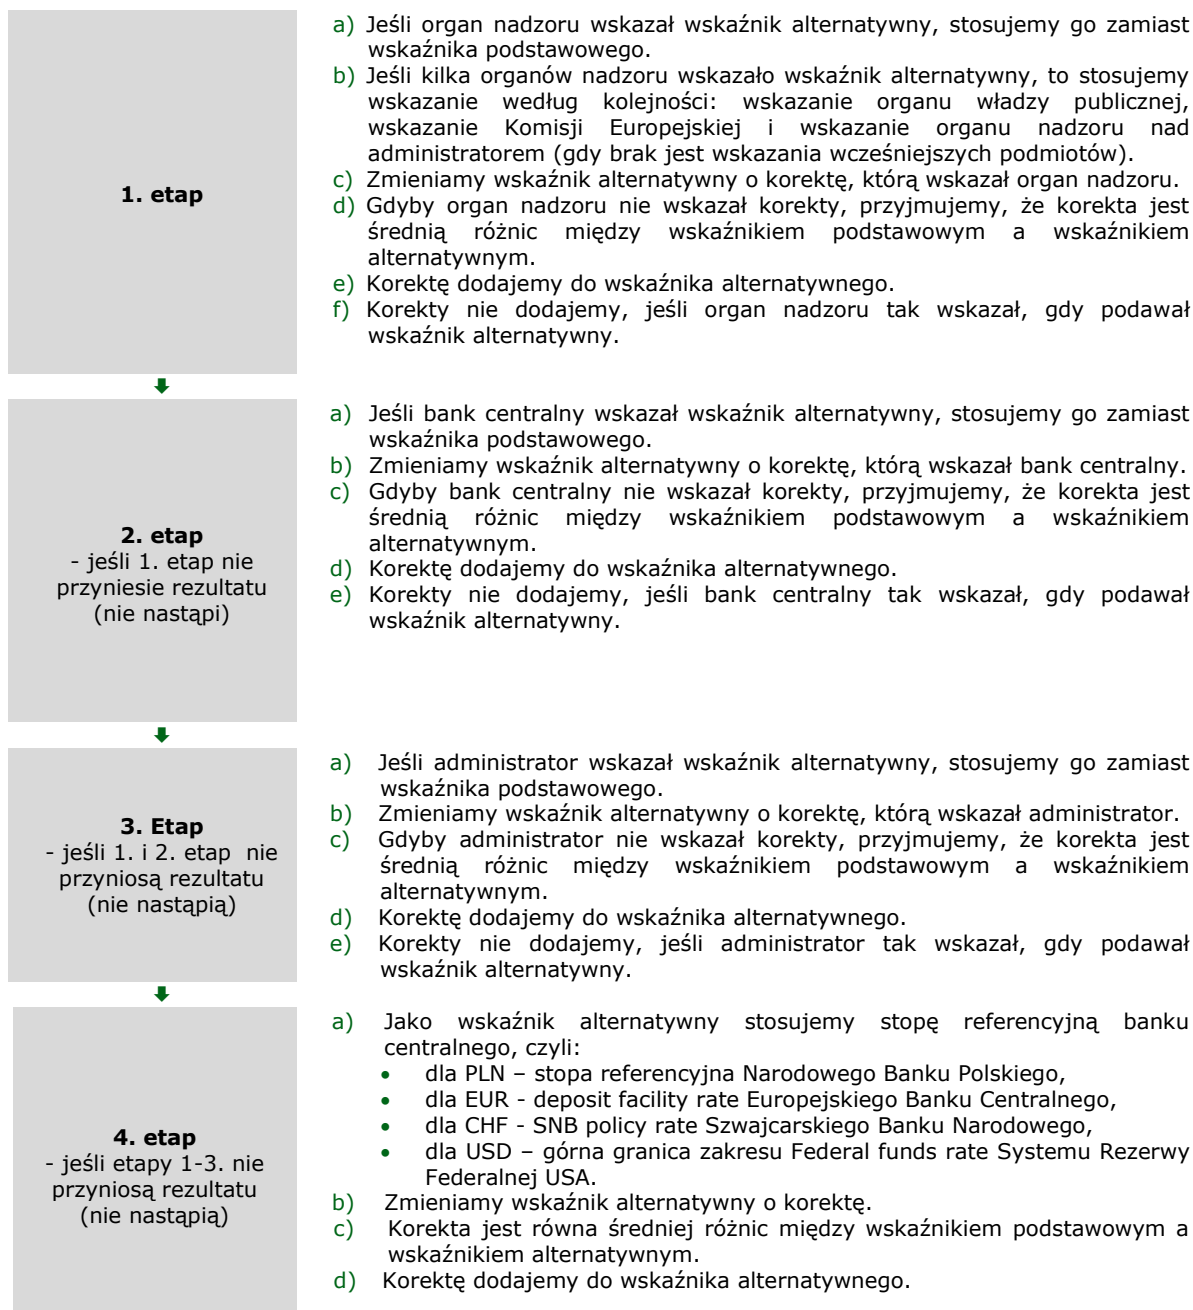 1. etap
a) Jeśli organ nadzoru wskazał wskaźnik alternatywny, stosujemy go zamiast
wskaźnika podstawowego.
b) Jeśli kilka organów nadzoru wskazało wskaźnik alternatywny, to stosujemy
wskazanie według kolejności: wskazanie organu władzy publicznej,
wskazanie Komisji Europejskiej i wskazanie organu nadzoru nad
administratorem (gdy brak jest wskazania wcześniejszych podmiotów).
c) Zmieniamy wskaźnik alternatywny o korektę, którą wskazał organ nadzoru.
d) Gdyby organ nadzoru nie wskazał korekty, przyjmujemy, że korekta jest
średnią różnic między wskaźnikiem podstawowym a wskaźnikiem
alternatywnym.
e) Korektę dodajemy do wskaźnika alternatywnego.
f) Korekty nie dodajemy, jeśli organ nadzoru tak wskazał, gdy podawał
wskaźnik alternatywny.
2. etap
- jeśli 1. etap nie
przyniesie rezultatu
(nie nastąpi)
a) Jeśli bank centralny wskazał wskaźnik alternatywny, stosujemy go zamiast
wskaźnika podstawowego.
b) Zmieniamy wskaźnik alternatywny o korektę, którą wskazał bank centralny.
c) Gdyby bank centralny nie wskazał korekty, przyjmujemy, że korekta jest
średnią różnic między wskaźnikiem podstawowym a wskaźnikiem
alternatywnym.
d) Korektę dodajemy do wskaźnika alternatywnego.
e) Korekty nie dodajemy, jeśli bank centralny tak wskazał, gdy podawał
wskaźnik alternatywny.
3. Etap
- jeśli 1. i 2. etap nie
przyniosą rezultatu
(nie nastąpią)
a) Jeśli administrator wskazał wskaźnik alternatywny, stosujemy go zamiast
wskaźnika podstawowego.
b) Zmieniamy wskaźnik alternatywny o korektę, którą wskazał administrator.
c) Gdyby administrator nie wskazał korekty, przyjmujemy, że korekta jest
średnią różnic między wskaźnikiem podstawowym a wskaźnikiem
alternatywnym.
d) Korektę dodajemy do wskaźnika alternatywnego.
e) Korekty nie dodajemy, jeśli administrator tak wskazał, gdy podawał
wskaźnik alternatywny.
4. etap
- jeśli etapy 1-3. nie
przyniosą rezultatu
(nie nastąpią)
a) Jako wskaźnik alternatywny stosujemy stopę referencyjną banku
centralnego, czyli:
• dla PLN – stopa referencyjna Narodowego Banku Polskiego,
• dla EUR - deposit facility rate Europejskiego Banku Centralnego,
• dla CHF - SNB policy rate Szwajcarskiego Banku Narodowego,
• dla USD – górna granica zakresu Federal funds rate Systemu Rezerwy
Federalnej USA.
b) Zmieniamy wskaźnik alternatywny o korektę.
c) Korekta jest równa średniej różnic między wskaźnikiem podstawowym a
wskaźnikiem alternatywnym.
d) Korektę dodajemy do wskaźnika alternatywnego.